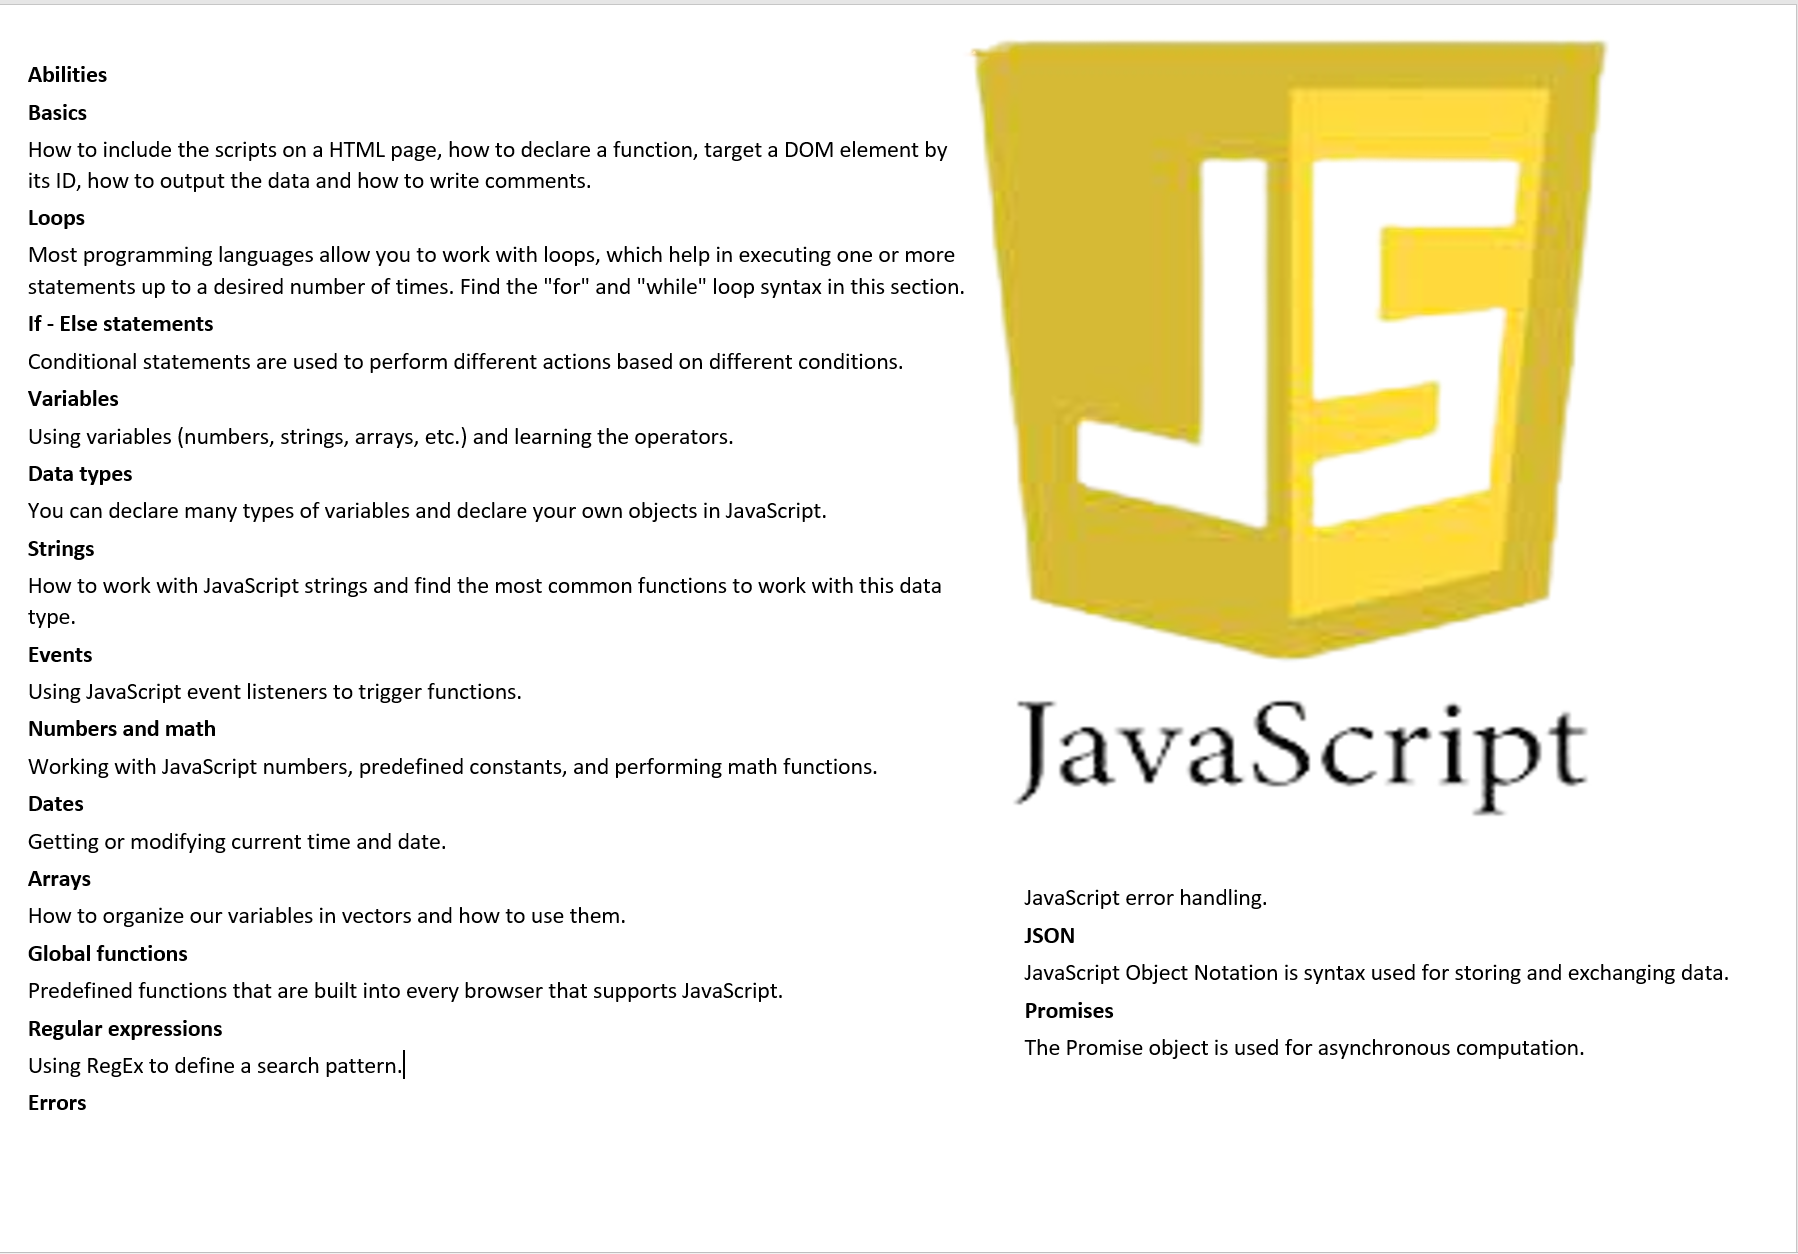 Abilities
Basics
How to include the scripts on a HTML page, how to declare a function, target a DOM element by
its ID, how to output the data and how to write comments.
Loops
Most programming languages allow you to work with loops, which help in executing one or more
statements up to a desired number of times. Find the "for" and "while" loop syntax in this section.
If - Else statements
Conditional statements are used to perform different actions based on different conditions.
Variables
Using variables (numbers, strings, arrays, etc.) and learning the operators.
Data types
You can declare many types of variables and declare your own objects in JavaScript.
Strings
How to work with JavaScript strings and find the most common functions to work with this data
type.
Events
Using JavaScript event listeners to trigger functions.
Numbers and math
Working with JavaScript numbers, predefined constants, and performing math functions.
Dates
Getting or modifying current time and date.
Arrays
How to organize our variables in vectors and how to use them.
Global functions
Predefined functions that are built into every browser that supports JavaScript.
Regular expressions
Using RegEx to define a search pattern.
Errors
JS
JavaScript
JavaScript error handling.
JSON
JavaScript Object Notation is syntax used for storing and exchanging data.
Promises
The Promise object is used for asynchronous computation.